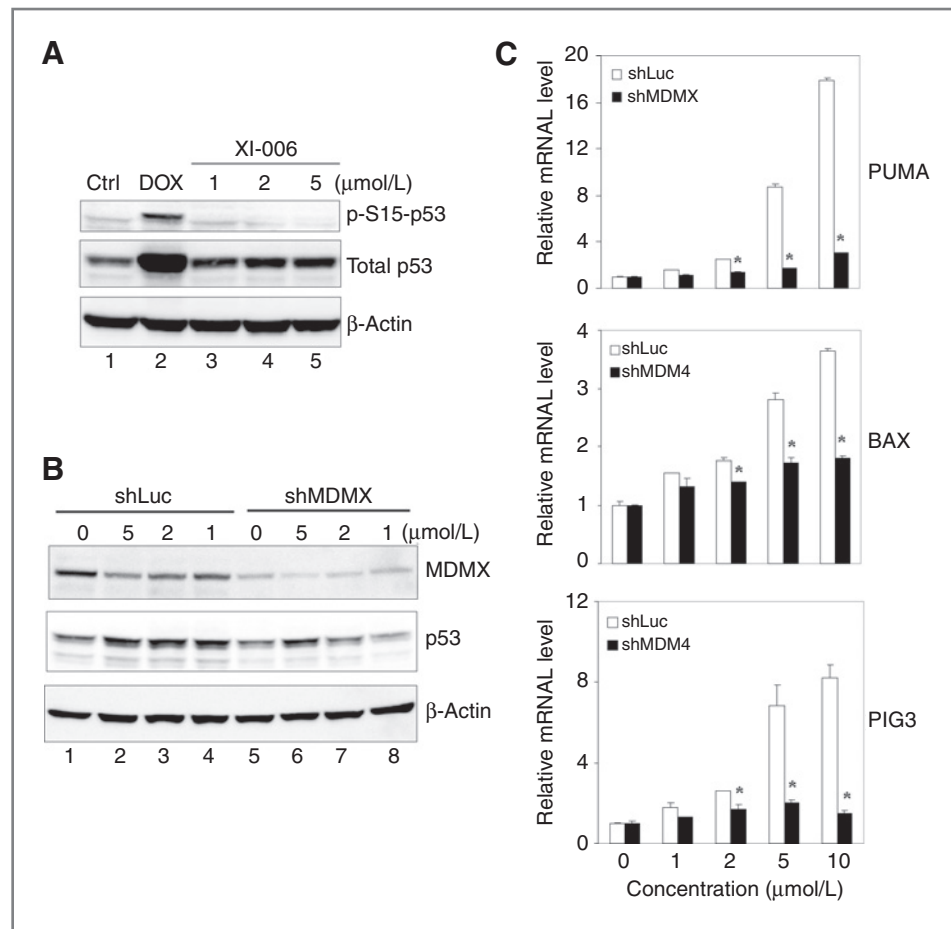 A
XI-006
Ctrl DOX 1 2 5 (μmol/L)
p-S15-p53
Total p53
β-Actin
1 2 3 4 5
B
shLuc shMDMX
0 5 2 1 0 5 2 1 (μmol/L)
MDMX
p53
β-Actin
1 2 3 4 5 6 7 8
C
Relative mRNAL level
20
16
12
8
4
0
shLuc
shMDMX
* * *
PUMA
Relative mRNAL level
4
3
2
1
0
shLuc
shMDM4
* * *
BAX
Relative mRNAL level
12
8
4
0
shLuc
shMDM4
* * *
PIG3
0 1 2 5 10
Concentration (μmol/L)